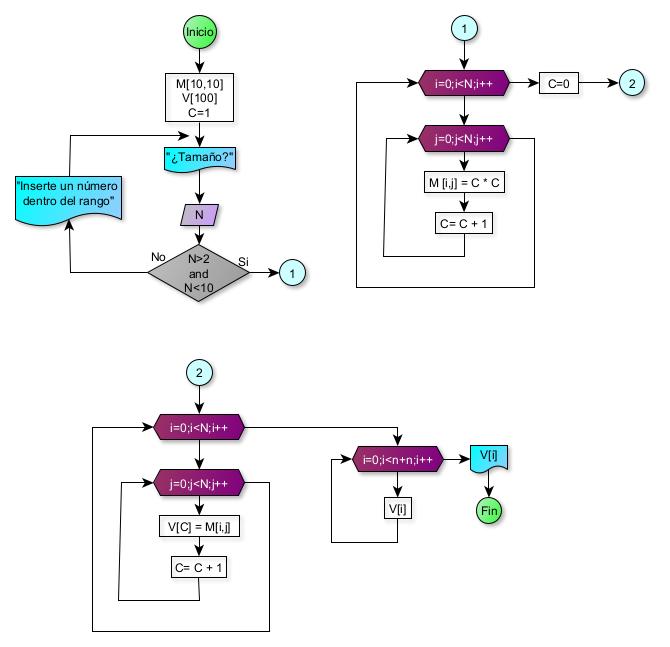 Inicio
M[10,10]
V[100]
C=1
"¿Tamaño?"
"Inserte un número
dentro del rango"
N
No
N>2
and
N<10
Si
1
1
i=0;i<N;i++
C=0
2
j=0;j<N;j++
M [i,j] = C * C
C= C + 1
2
i=0;i<N;i++
j=0;j<N;j++
V[C] = M[i,j]
C= C + 1
i=0;i<n+n;i++
V[i]
V[i]
Fin